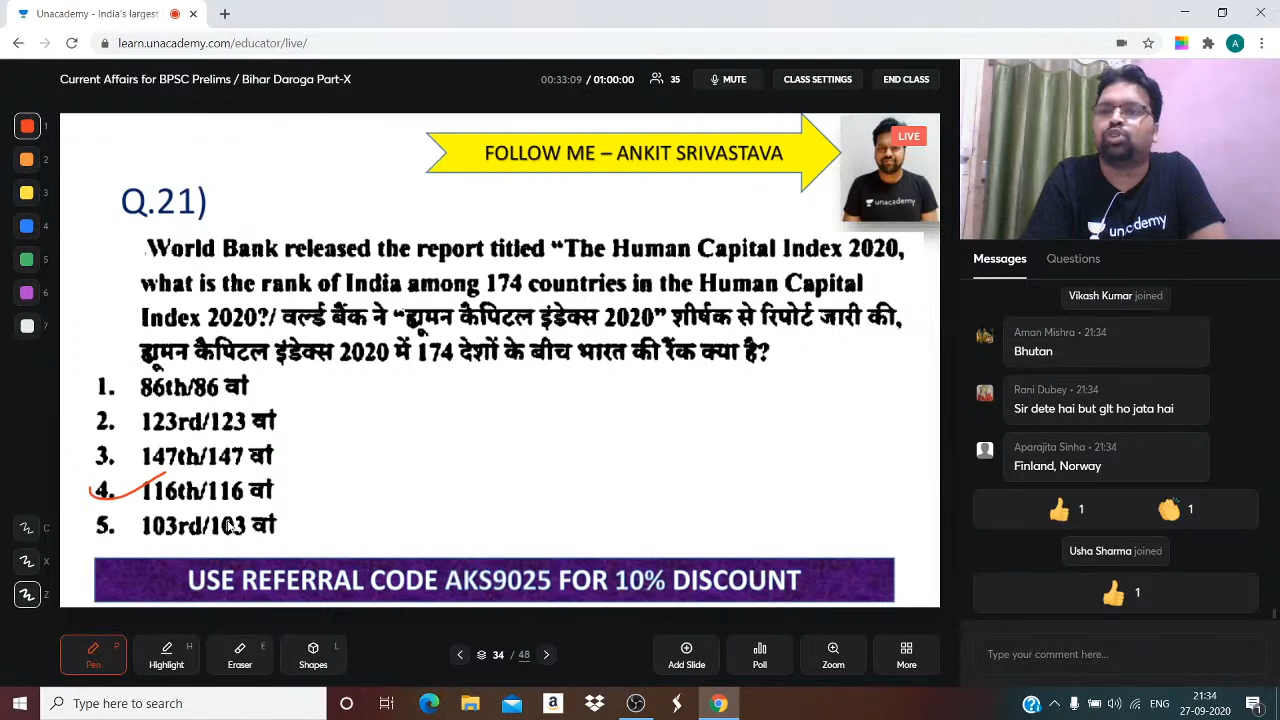 Unacademy - India's largest
learn.unacademy.com/educator/live/
A
Current Affairs for BPSC Prelims / Bihar Daroga Part-X
00:33:09 / 01:00:00
35
MUTE
CLASS SETTINGS
END CLASS
FOLLOW ME – ANKIT SRIVASTAVA
LIVE
unacademy
unacademy
Q.21)
World Bank released the report titled “The Human Capital Index 2020,
what is the rank of India among 174 countries in the Human Capital
Index 2020?/ वर्ल्ड बैंक ने “ह्यूमन कैपिटल इंडेक्स 2020” शीर्षक से रिपोर्ट जारी की,
ह्यूमन कैपिटल इंडेक्स 2020 में 174 देशों के बीच भारत की रैंक क्या है?
1. 86th/86 वां
2. 123rd/123 वां
3. 147th/147 वां
4. 116th/116 वां
5. 103rd/103 वां
USE REFERRAL CODE AKS9025 FOR 10% DISCOUNT
1
2
3
4
5
6
7
C
X
Z
Messages
Questions
Vikash Kumar joined
Aman Mishra • 21:34
Bhutan
Rani Dubey • 21:34
Sir dete hai but glt ho jata hai
Aparajita Sinha • 21:34
Finland, Norway
1
1
Usha Sharma joined
1
Type your comment here...
P
Pen
H
Highlight
E
Eraser
L
Shapes
34 / 48
Add Slide
Poll
Zoom
More
Type here to search
a
ENG
21:34
27-09-2020